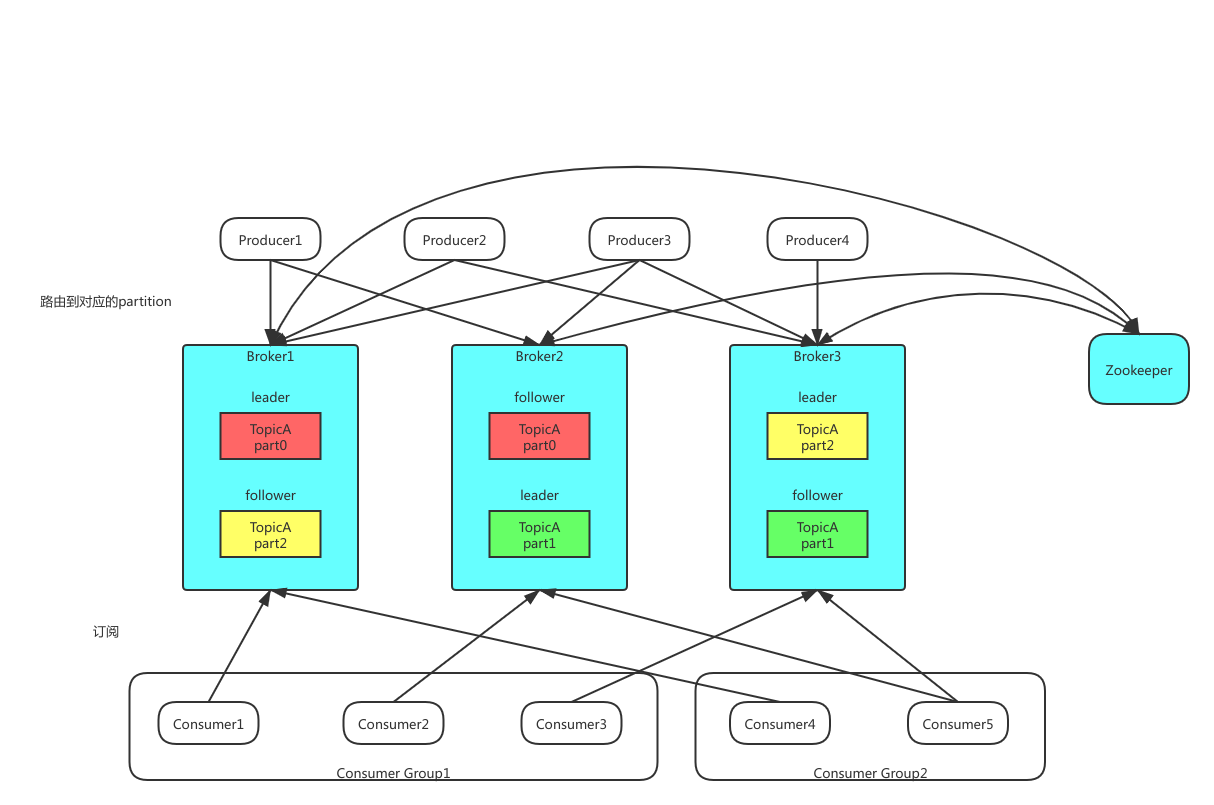 Producer1
Producer2
Producer3
Producer4
路由到对应的partition
Broker1
Broker2
Broker3
Zookeeper
leader
TopicA
part0
follower
TopicA
part2
follower
TopicA
part0
leader
TopicA
part1
leader
TopicA
part2
follower
TopicA
part1
订阅
Consumer1
Consumer2
Consumer3
Consumer4
Consumer5
Consumer Group1
Consumer Group2